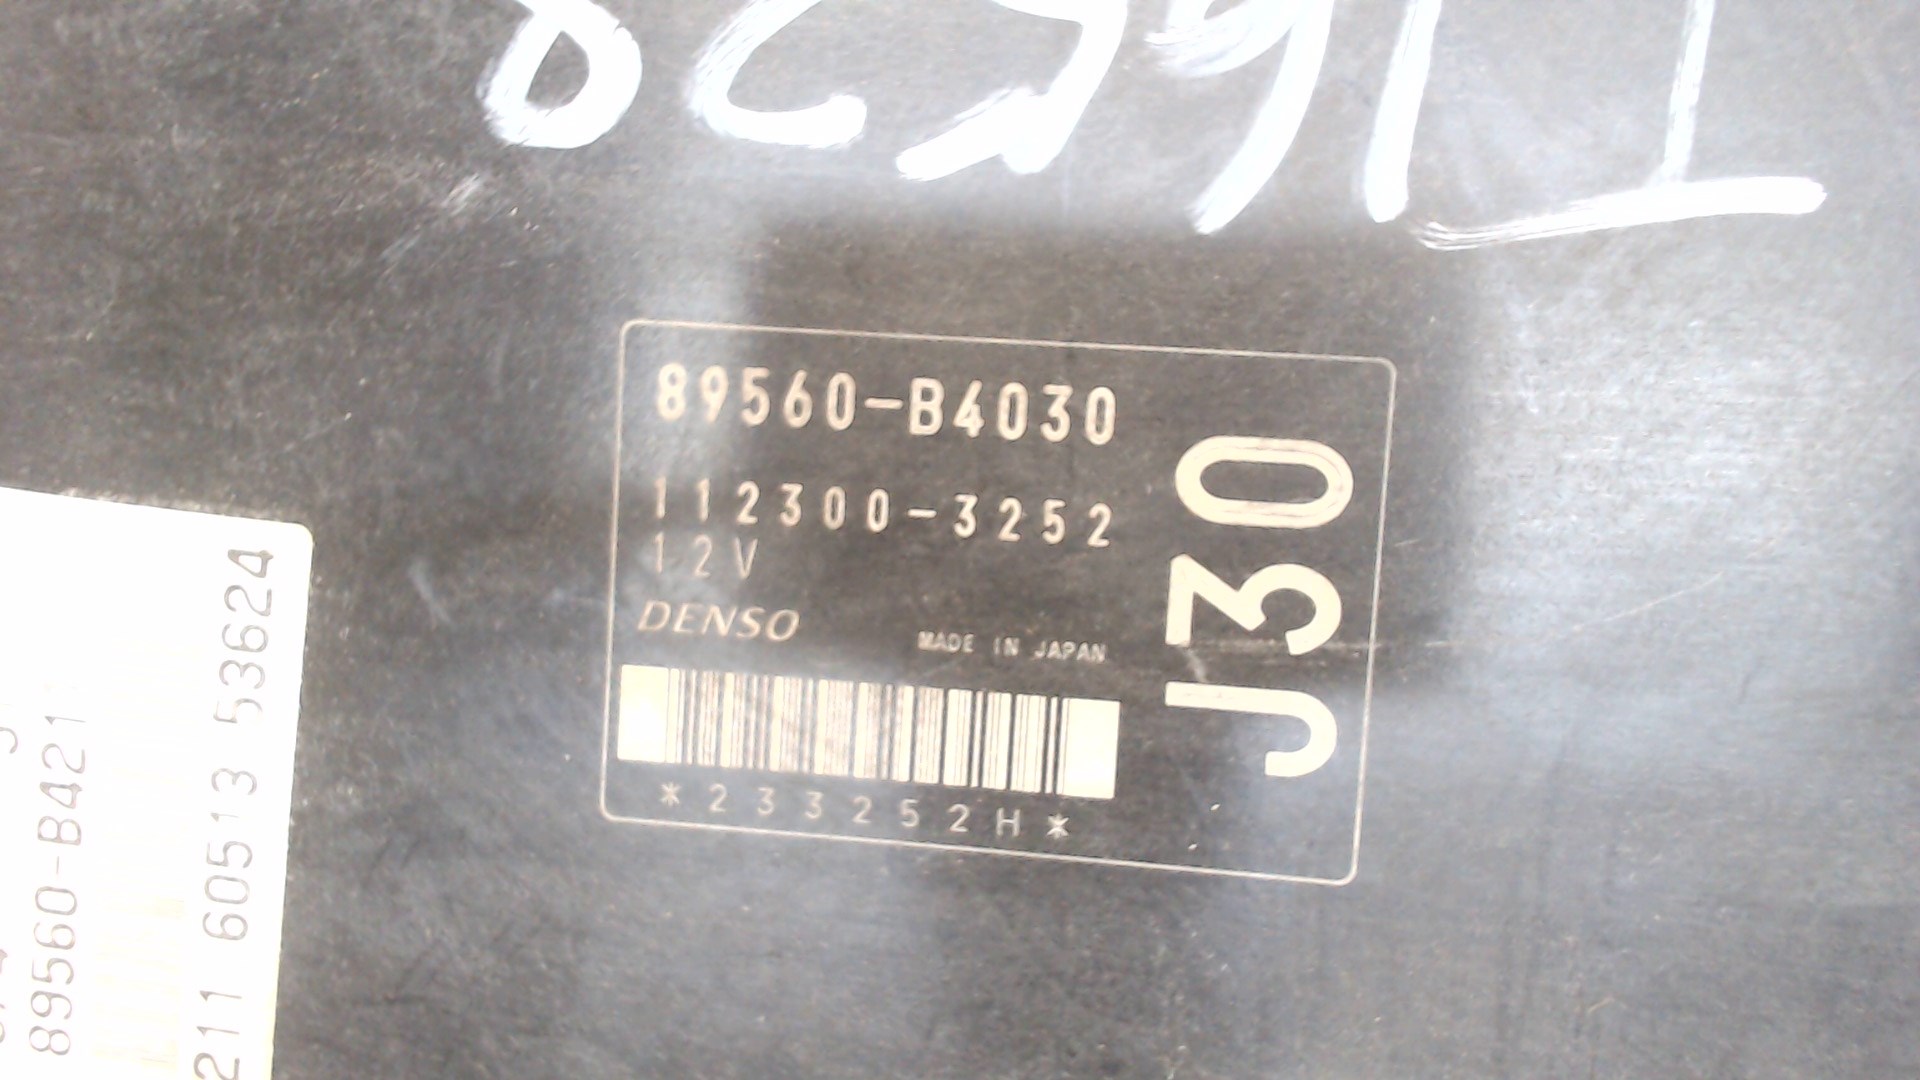 89560-B4030
112300-3252
12V
DENSO
MADE IN JAPAN
*233252H*
J30
89560-B421
211 60513 53624